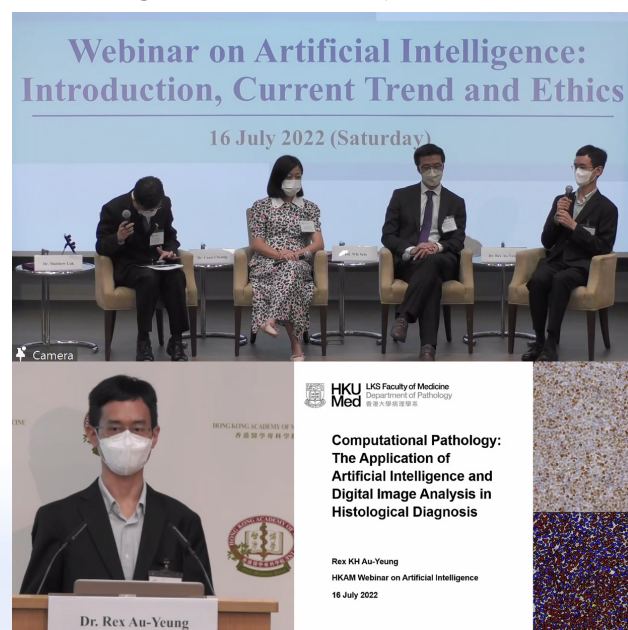 Webinar on Artificial Intelligence:
Introduction, Current Trend and Ethics
16 July 2022 (Saturday)
Camera
HKU
Med
LKS Faculty of Medicine
Department of Pathology
香港大學病理學系
Computational Pathology:
The Application of
Artificial Intelligence and
Digital Image Analysis in
Histological Diagnosis
Rex KH Au-Yeung
HKAM Webinar on Artificial Intelligence
16 July 2022
HONG KONG ACADEMY OF
香港醫學專科學
Dr. Rex Au-Yeung